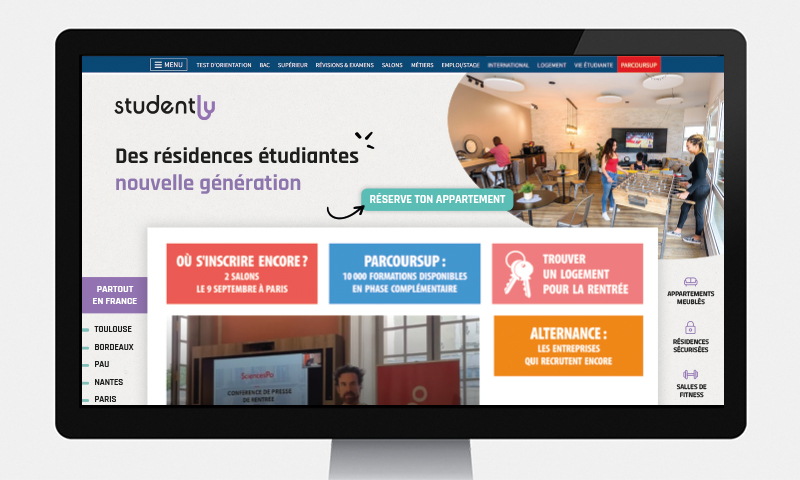 MENU
TEST D'ORIENTATION
BAC
SUPÉRIEUR
RÉVISIONS & EXAMENS
SALONS
MÉTIERS
EMPLOI/STAGE
INTERNATIONAL
LOGEMENT
VIE ÉTUDIANTE
PARCOURSUP
studently
Des résidences étudiantes
nouvelle génération
RÉSERVE TON APPARTEMENT
OÙ S'INSCRIRE ENCORE ?
2 SALONS
LE 9 SEPTEMBRE À PARIS
PARCOURSUP :
10 000 FORMATIONS DISPONIBLES
EN PHASE COMPLÉMENTAIRE
TROUVER
UN LOGEMENT
POUR LA RENTRÉE
PARTOUT
EN FRANCE
TOULOUSE
BORDEAUX
PAU
NANTES
PARIS
SciencesPo
CONFÉRENCE DE PRESSE
DE RENTRÉE
ALTERNANCE :
LES ENTREPRISES
QUI RECRUTENT ENCORE
APPARTEMENTS
MEUBLÉS
RÉSIDENCES
SÉCURISÉES
SALLES DE
FITNESS